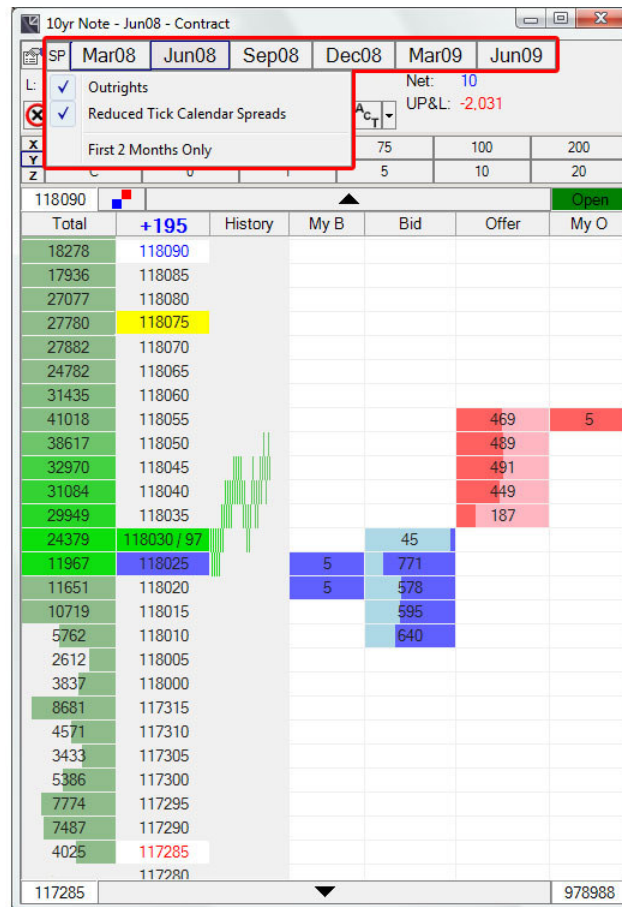 10yr Note - Jun08 - Contract
SP Mar08 Jun08 Sep08 Dec08 Mar09 Jun09
L: Net: 10
Outrights
Reduced Tick Calendar Spreads UP&L: -2,031
ACT
First 2 Months Only
X 75 100 200
Y
Z C 5 10 20
118090 Open
Total +195 History My B Bid Offer My O
18278 118090
17936 118085
27077 118080
27780 118075
27882 118070
24782 118065
31435 118060
41018 118055 469 5
38617 118050 489
32970 118045 491
31084 118040 449
29949 118035 187
24379 118030 / 97 45
11967 118025 5 771
11651 118020 5 578
10719 118015 595
5762 118010 640
2612 118005
3837 118000
8681 117315
4571 117310
3433 117305
5386 117300
7774 117295
7487 117290
4025 117285
117280
117285 978988